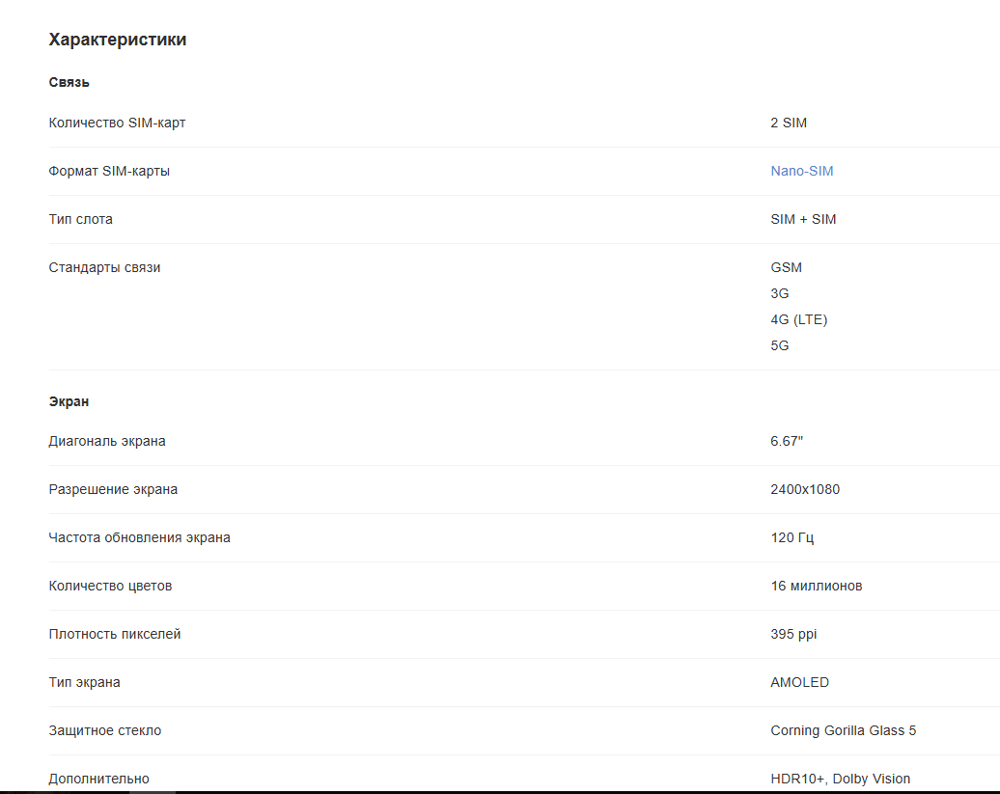 Характеристики
Связь
Количество SIM-карт 2 SIM
Формат SIM-карты Nano-SIM
Тип слота SIM + SIM
Стандарты связи GSM
3G
4G (LTE)
5G
Экран
Диагональ экрана 6.67"
Разрешение экрана 2400x1080
Частота обновления экрана 120 Гц
Количество цветов 16 миллионов
Плотность пикселей 395 ppi
Тип экрана AMOLED
Защитное стекло Corning Gorilla Glass 5
Дополнительно HDR10+, Dolby Vision